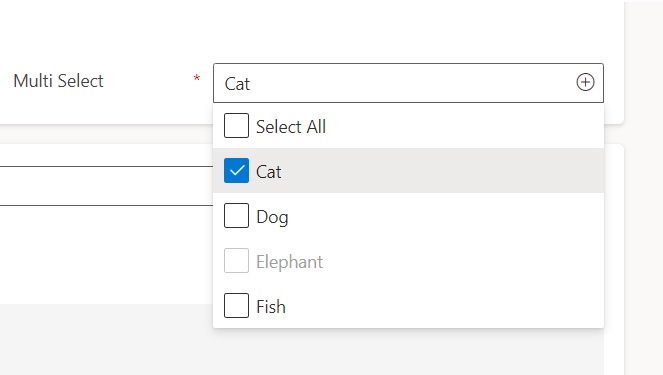 Multi Select * Cat
Select All
Cat
Dog
Elephant
Fish